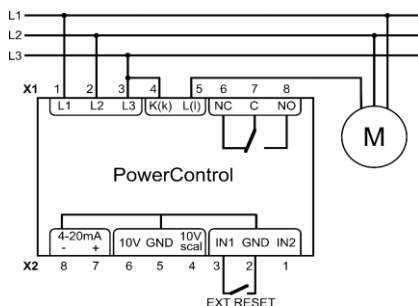 L1
L2
L3
X1 1 2 3 4 5 6 7 8
L1 L2 L3 K(k) L(l) NC C NO
M
PowerControl
4-20mA 10V GND 10V scal IN1 GND IN2
- +
X2 8 7 6 5 4 3 2 1
EXT RESET